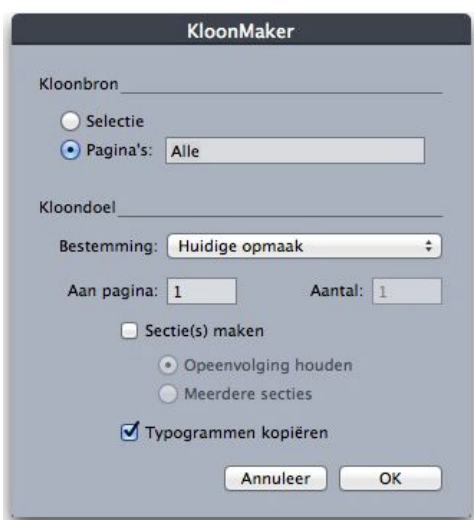 KloonMaker
Kloonbron
Selectie
Pagina's: Alle
Kloondoel
Bestemming: Huidige opmaak
Aan pagina: 1 Aantal: 1
Sectie(s) maken
Opeenvolging houden
Meerdere secties
Typogrammen kopiëren
Annuleer OK